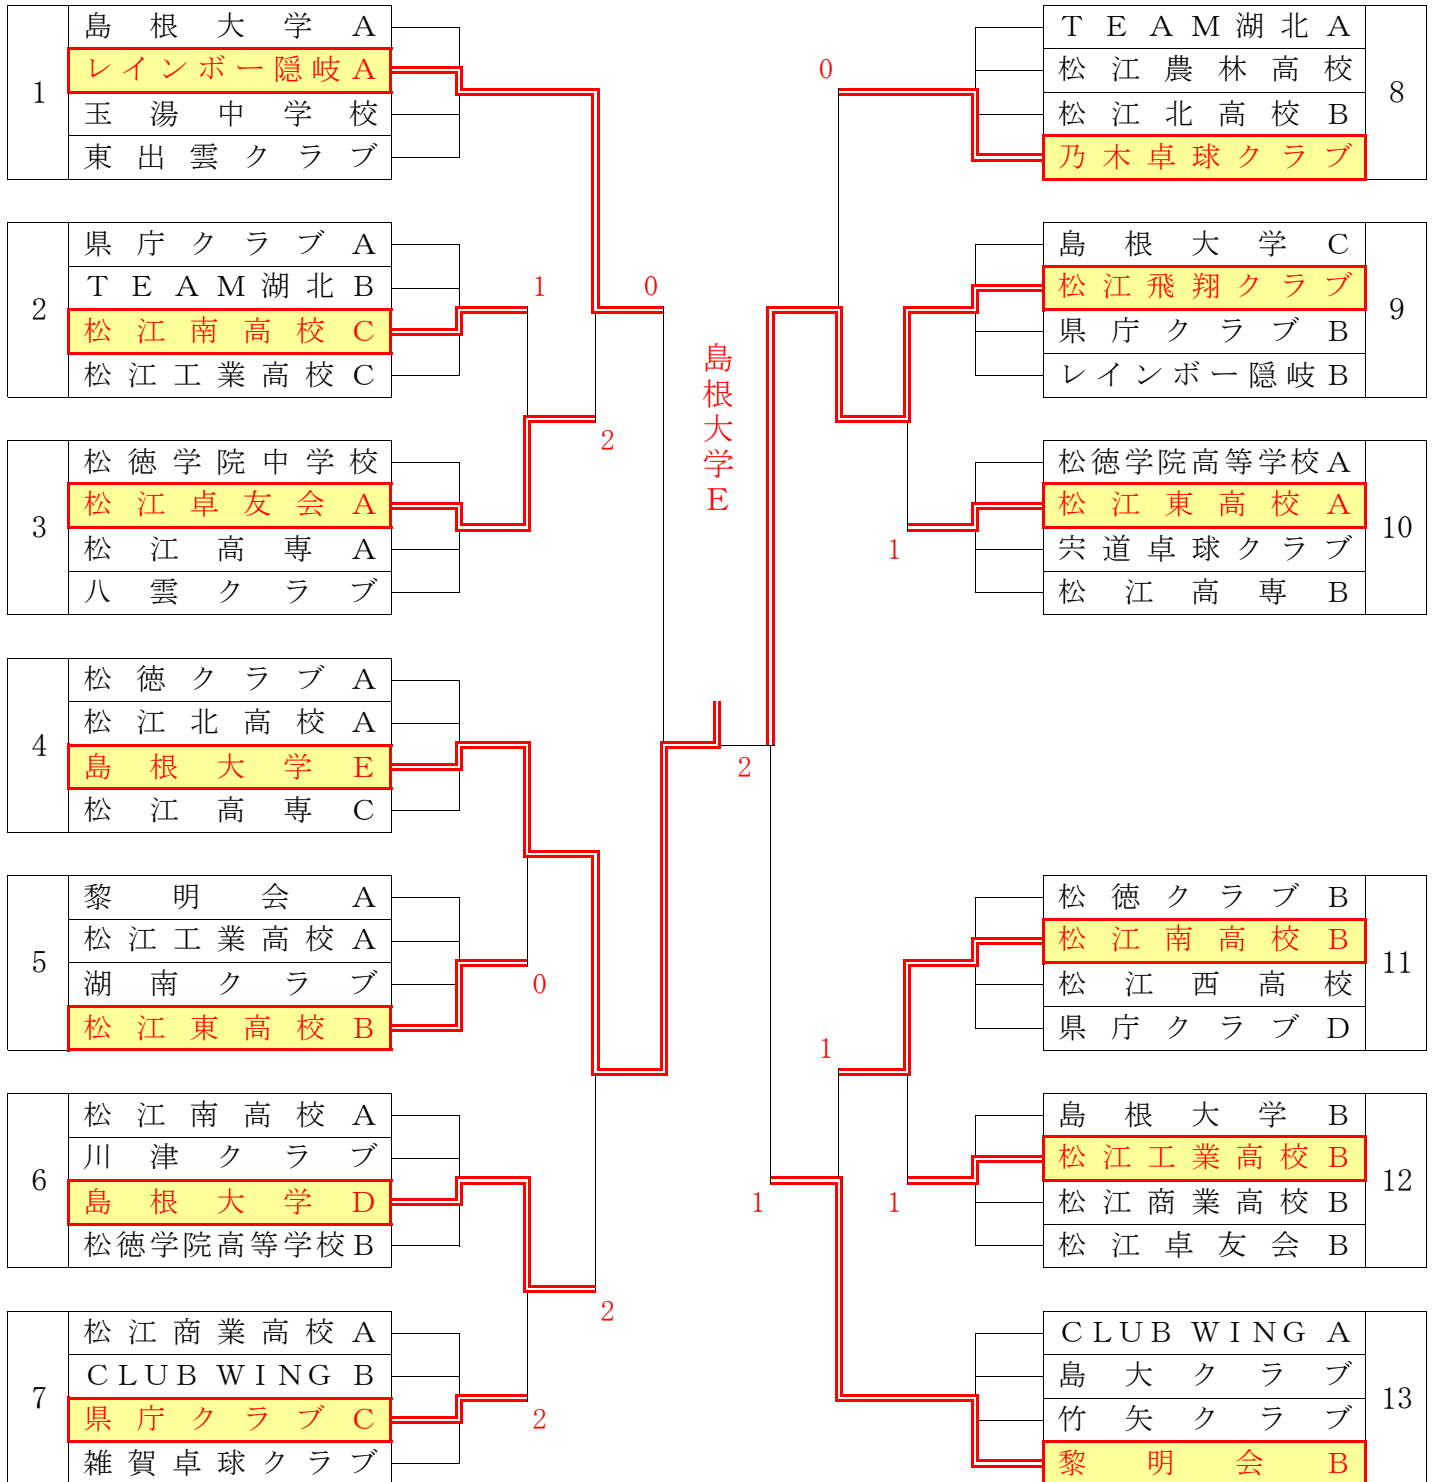 1
島根大学A
レインボー隠岐A
玉湯中学校
東出雲クラブ
2
県庁クラブA
TEAM湖北B
松江南高校C
松江工業高校C
3
松徳学院中学校
松江卓友会A
松江高専A
八雲クラブ
4
松徳クラブA
松江北高校A
島根大学E
松江高専C
5
黎明会A
松江工業高校A
湖南クラブ
松江東高校B
6
松江南高校A
川津クラブ
島根大学D
松徳学院高等学校B
7
松江商業高校A
CLUB WING B
県庁クラブC
雑賀卓球クラブ
1
0
2
0
2
2
島根大学E
2
0
1
1
1
1
TEAM湖北A
松江農林高校
松江北高校B
乃木卓球クラブ
8
島根大学C
松江飛翔クラブ
県庁クラブB
レインボー隠岐B
9
松徳学院高等学校A
松江東高校A
宍道卓球クラブ
松江高専B
10
松徳クラブB
松江南高校B
松江西高校
県庁クラブD
11
島根大学B
松江工業高校B
松江商業高校B
松江卓友会B
12
CLUB WING A
島大クラブ
竹矢クラブ
黎明会B
13